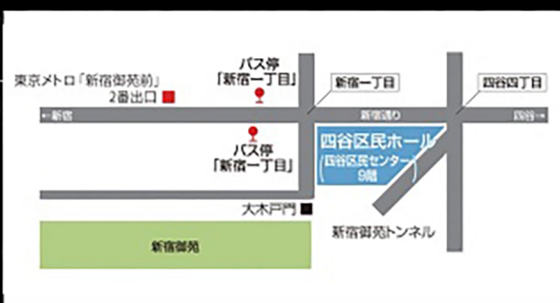 バス停
「新宿一丁目」
東京メトロ「新宿御苑前」
2番出口
新宿一丁目
四谷四丁目
←新宿
新宿通り
四谷→
バス停
「新宿一丁目」
四谷区民ホール
(四谷区民センター)
9階
大木戸門
新宿御苑トンネル
新宿御苑